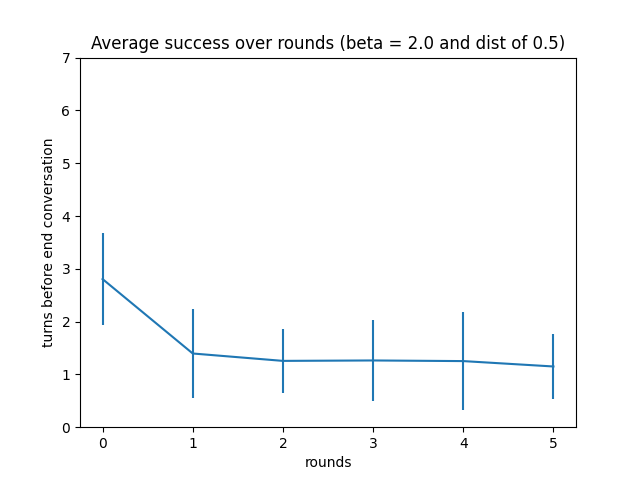 Average success over rounds (beta = 2.0 and dist of 0.5)
7
6
5
4
3
2
1
0
turns before end conversation
0 1 2 3 4 5
rounds